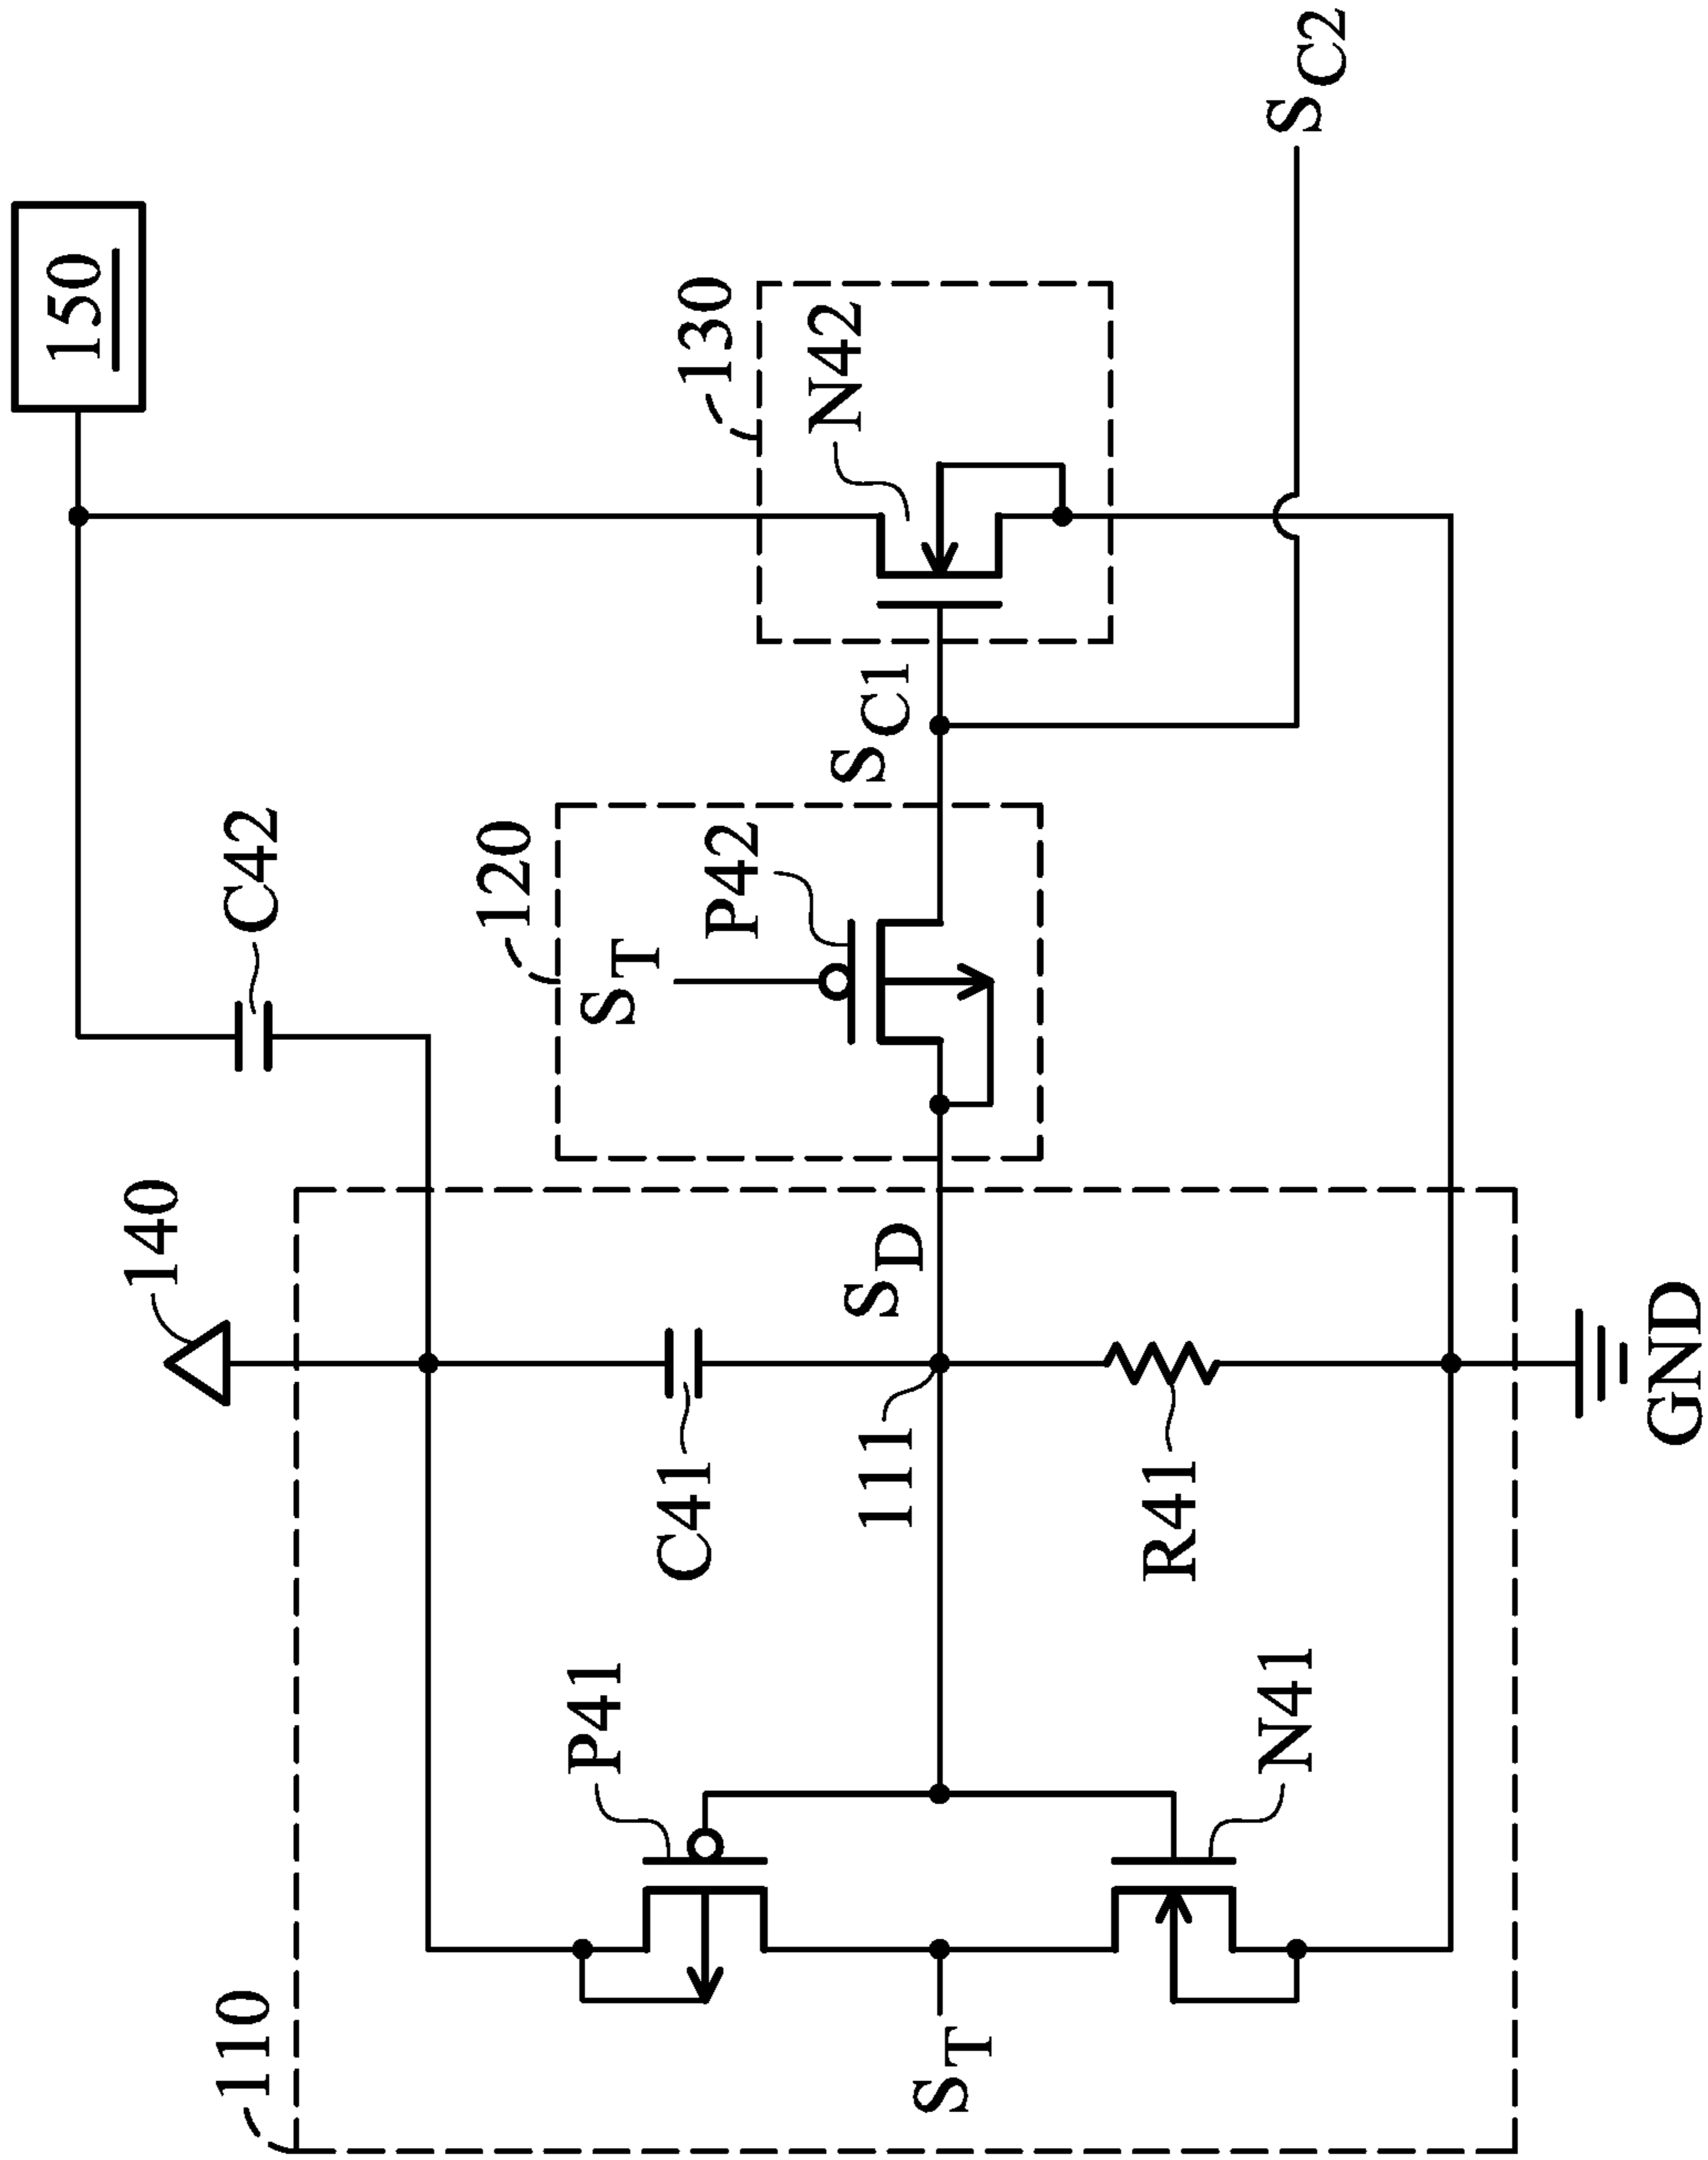 150
140
C42
130
120
N42
S_T
P42
S_C1
S_C2
110
P41
C41
S_D
111
S_T
R41
N41
GND